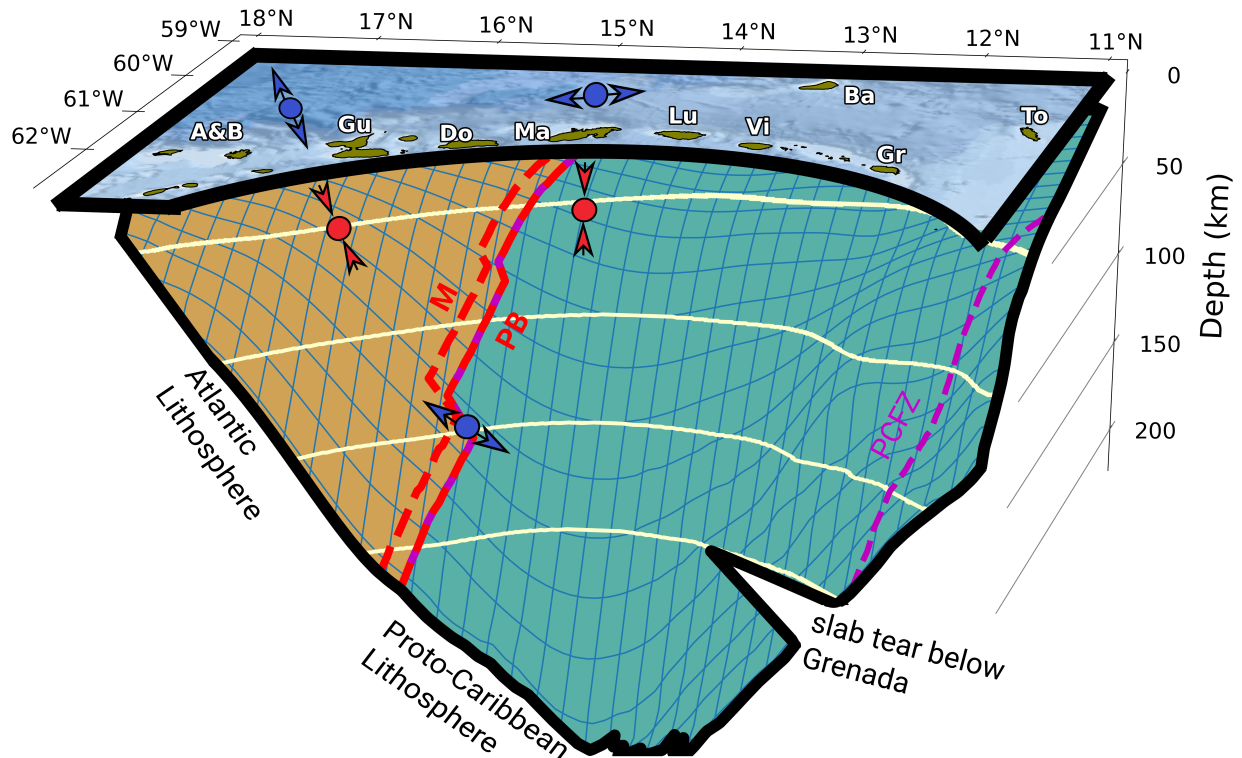 18°N 17°N 16°N 15°N 14°N 13°N 12°N 11°N
59°W
60°W
61°W
62°W
0
50
100
150
200
Depth (km)
A&B
Gu
Do
Ma
Lu
Vi
Ba
Gr
To
M
PB
PCFZ
Atlantic
Lithosphere
Proto-Caribbean
Lithosphere
slab tear below
Grenada